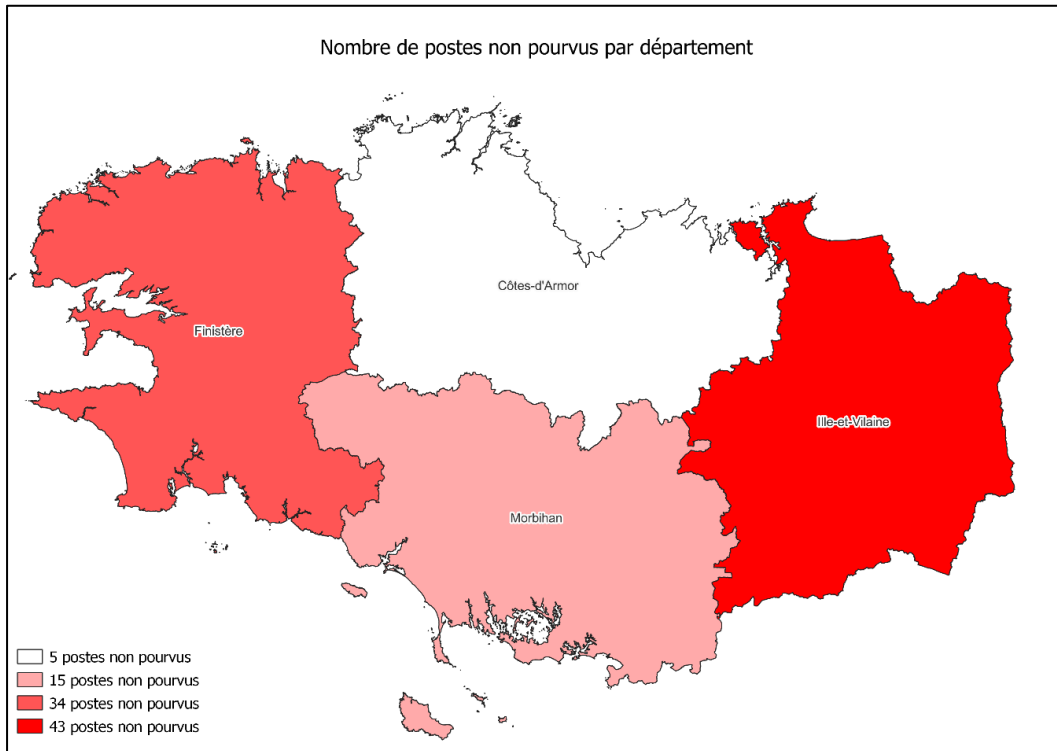 Nombre de postes non pourvus par département
Côtes-d'Armor
Finistère
Ille-et-Vilaine
Morbihan
5 postes non pourvus
15 postes non pourvus
34 postes non pourvus
43 postes non pourvus